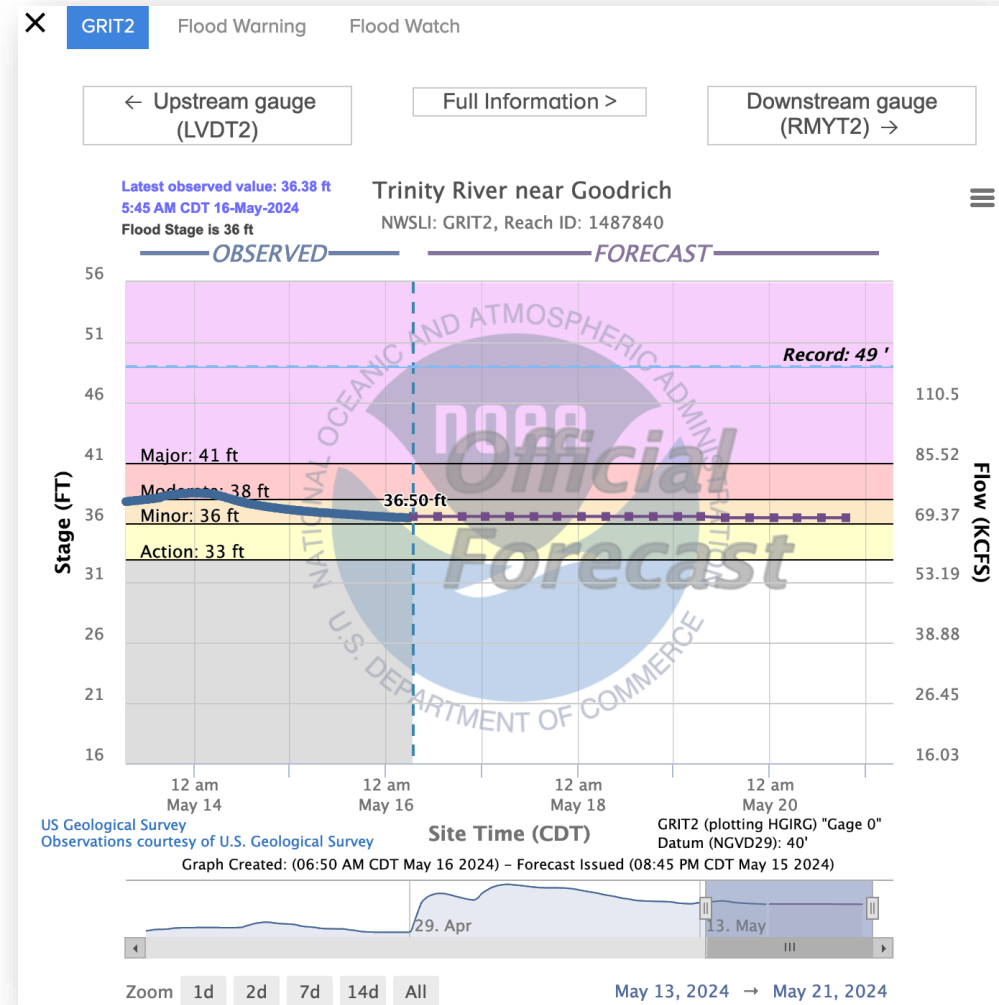 GRIT2 Flood Warning Flood Watch
← Upstream gauge
(LVDT2)
Full Information >
Downstream gauge
(RMYT2) →
Latest observed value: 36.38 ft
5:45 AM CDT 16-May-2024
Flood Stage is 36 ft
Trinity River near Goodrich
NWSLI: GRIT2, Reach ID: 1487840
OBSERVED
FORECAST
56
51
46
41
36
31
26
21
16
Stage (FT)
Record: 49 '
Major: 41 ft
Moderate: 38 ft
Minor: 36 ft
Action: 33 ft
36.50 ft
NATIONAL OCEANIC AND ATMOSPHERIC ADMINISTRATION
NOAA
U.S. DEPARTMENT OF COMMERCE
Official
Forecast
110.5
85.52
69.37
53.19
38.88
26.45
16.03
Flow (KCFS)
12 am
May 14
12 am
May 16
12 am
May 18
12 am
May 20
US Geological Survey
Observations courtesy of U.S. Geological Survey
Site Time (CDT)
GRIT2 (plotting HGIRG) "Gage 0"
Datum (NGVD29): 40'
Graph Created: (06:50 AM CDT May 16 2024) – Forecast Issued (08:45 PM CDT May 15 2024)
29. Apr
13. May
Zoom 1d 2d 7d 14d All
May 13, 2024 → May 21, 2024